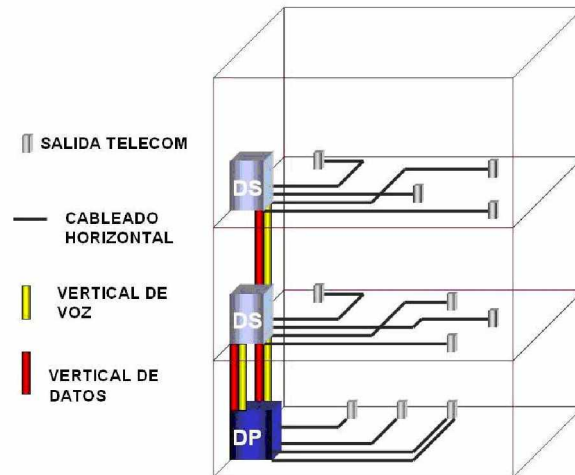 SALIDA TELECOM
CABLEADO
HORIZONTAL
VERTICAL DE
VOZ
VERTICAL DE
DATOS
DS
DS
DP